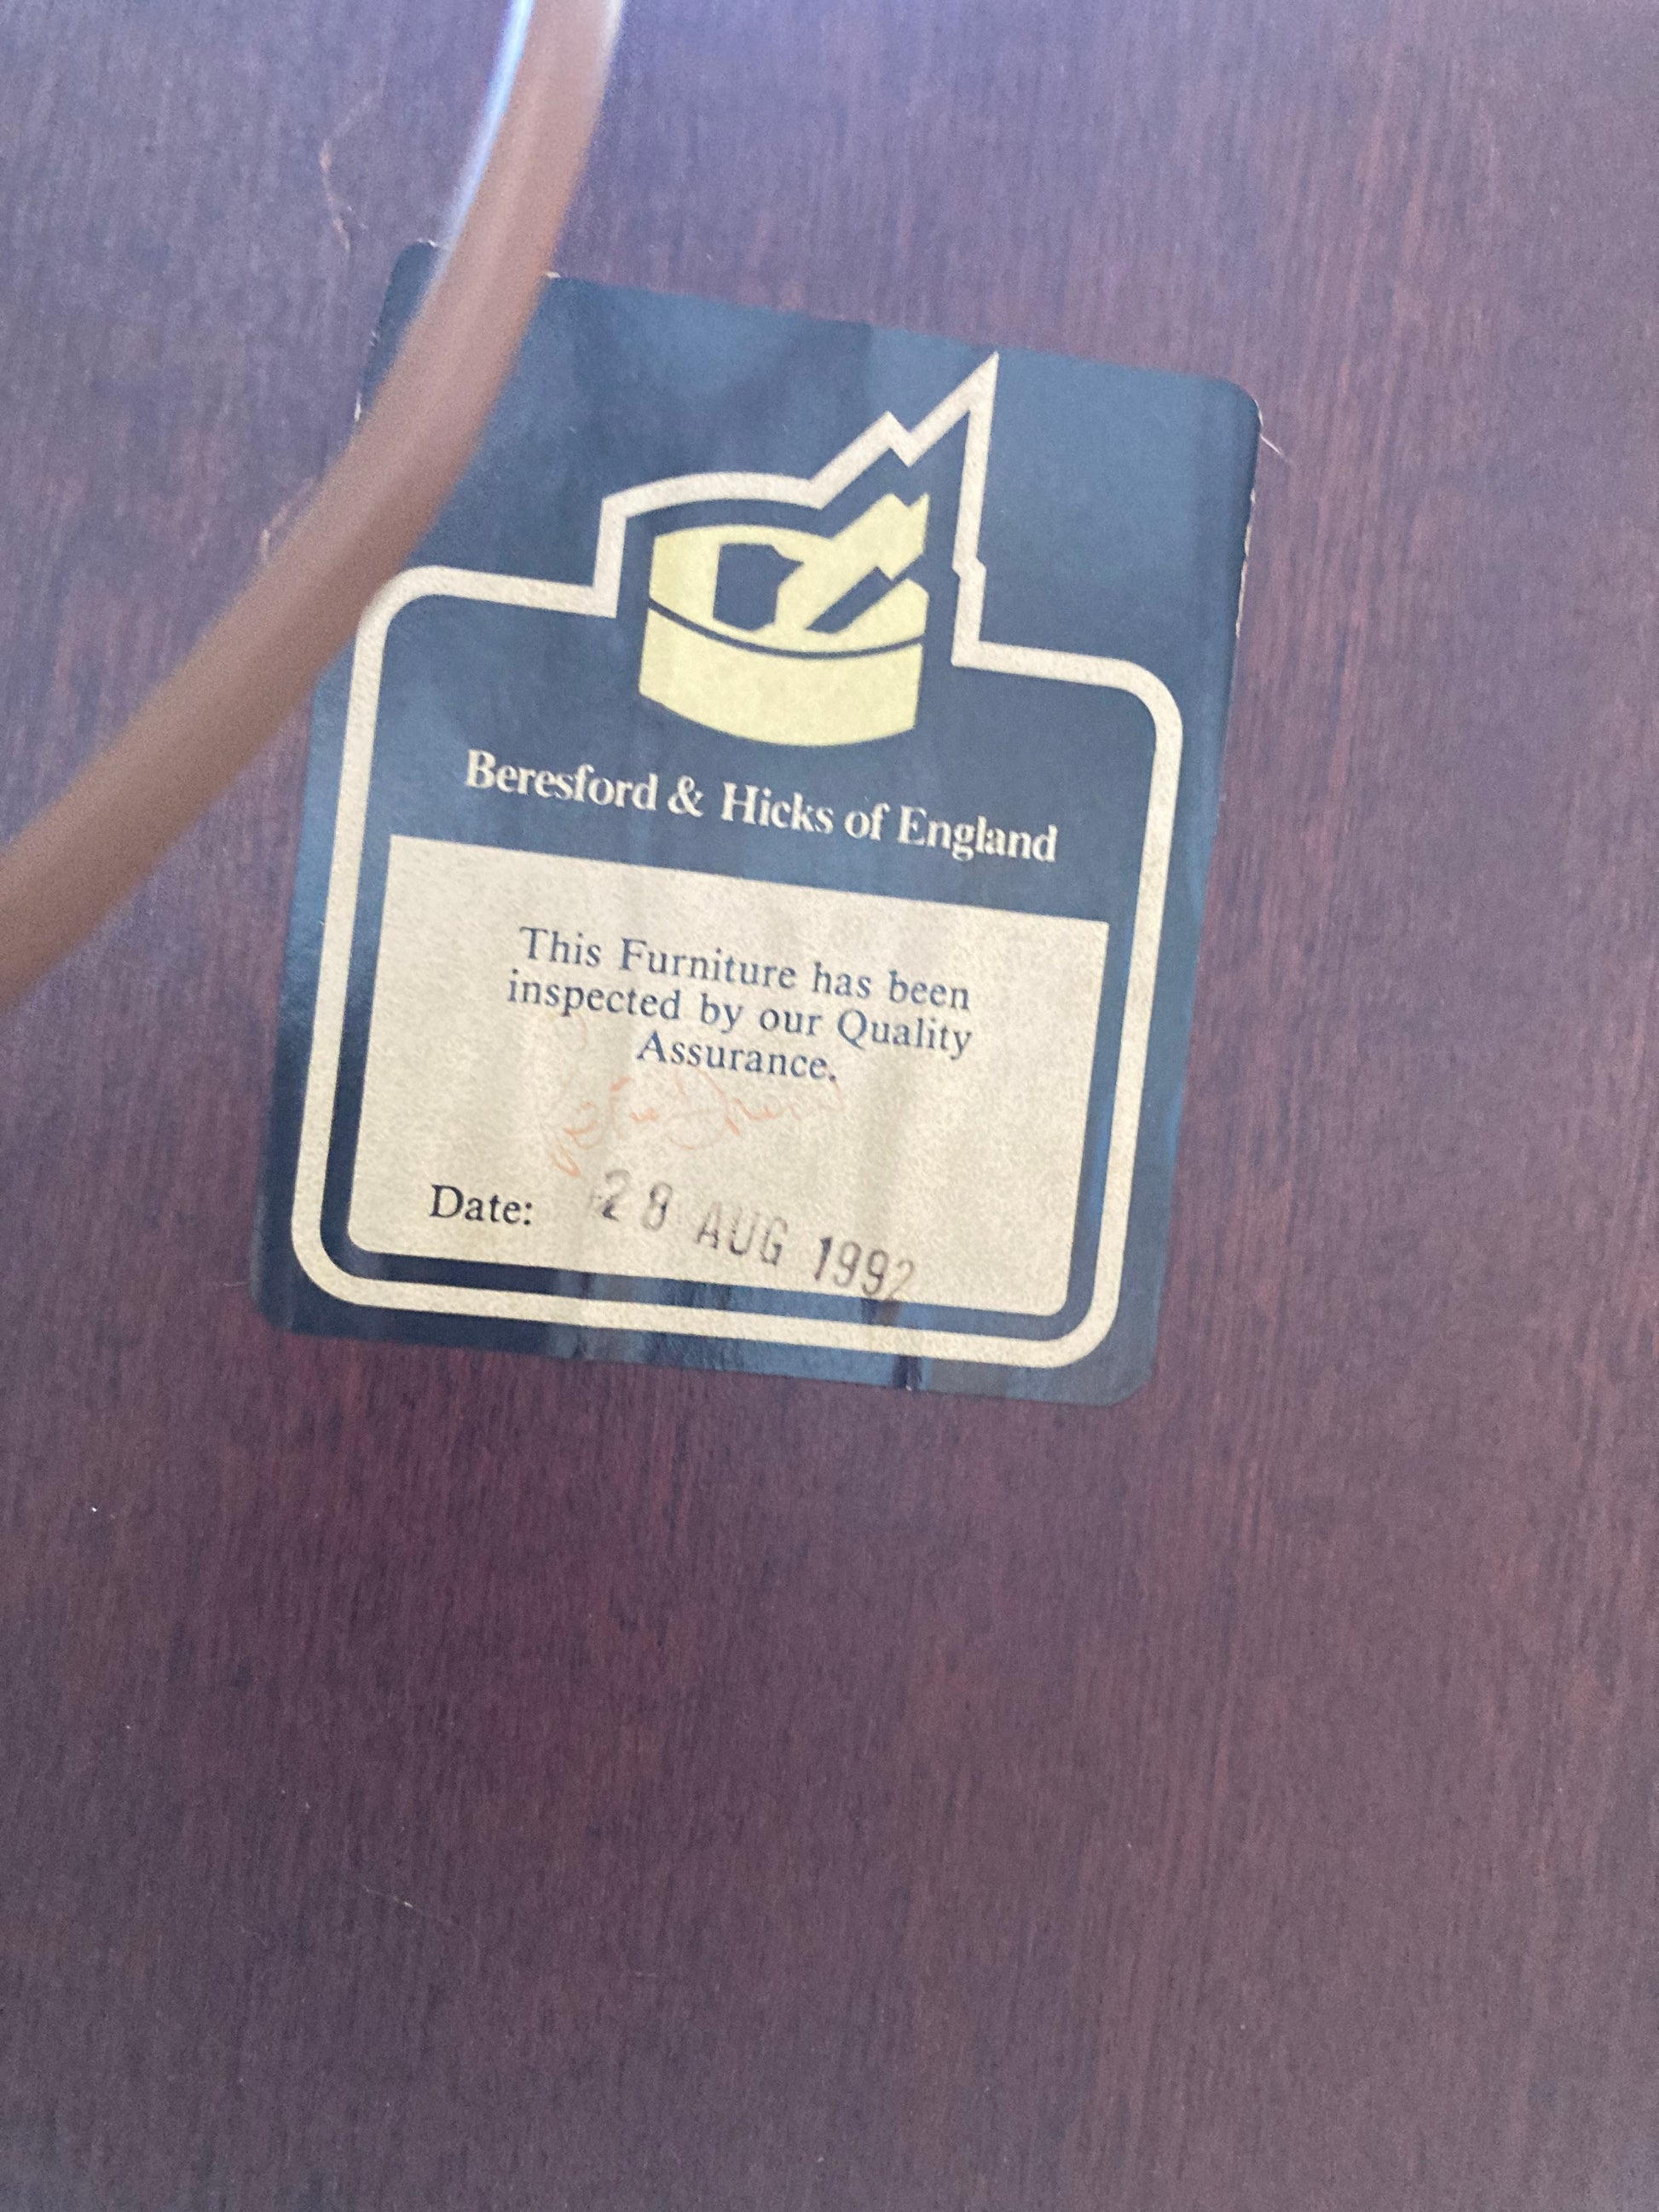 Beresford & Hicks of England
This Furniture has been
inspected by our Quality
Assurance.
Date: 28 AUG 1992